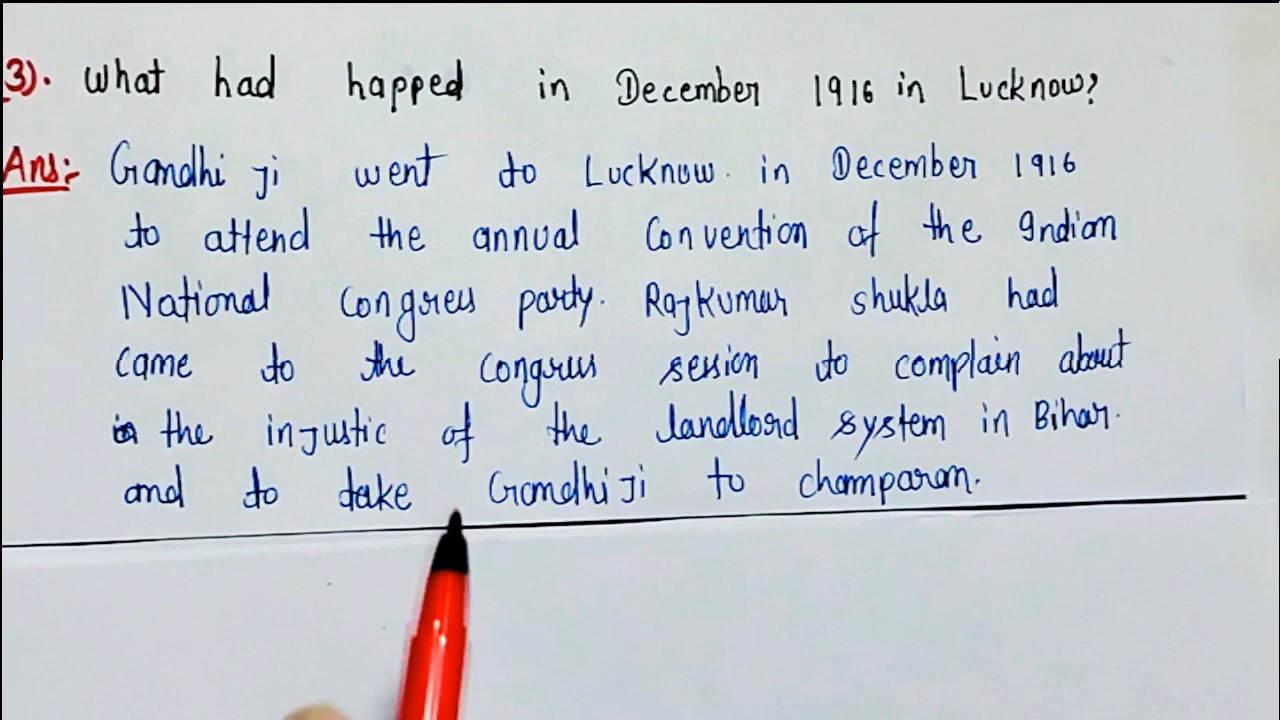 3). What had happed in December 1916 in Lucknow?
Ans:- Gandhi ji went to Lucknow in December 1916
to attend the annual Convention of the Indian
National Congress party. Rajkumar shukla had
came to the congress session to complain about
the injustic of the landlord system in Bihar.
and to take Gandhi Ji to champaran.